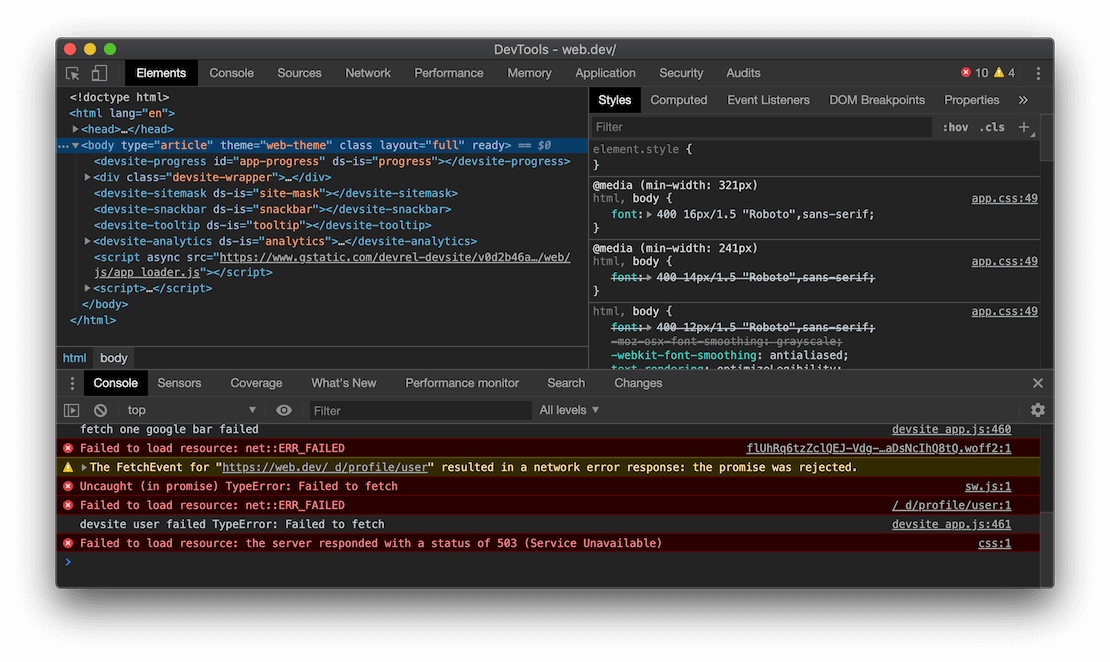 DevTools - web.dev/
Elements Console Sources Network Performance Memory Application Security Audits 10 4
<!doctype html>
<html lang="en">
<head>…</head>
<body type="article" theme="web-theme" class layout="full" ready> == $0
<devsite-progress id="app-progress" ds-is="progress"></devsite-progress>
<div class="devsite-wrapper">…</div>
<devsite-sitemask ds-is="site-mask"></devsite-sitemask>
<devsite-snackbar ds-is="snackbar"></devsite-snackbar>
<devsite-tooltip ds-is="tooltip"></devsite-tooltip>
<devsite-analytics ds-is="analytics">…</devsite-analytics>
<script async src="https://www.gstatic.com/devrel-devsite/v0d2b46a…/web/
js/app_loader.js"></script>
<script>…</script>
</body>
</html>
html body
Styles Computed Event Listeners DOM Breakpoints Properties »
Filter :hov .cls +
element.style {
}
@media (min-width: 321px)
html, body { app.css:49
font: 400 16px/1.5 "Roboto",sans-serif;
}
@media (min-width: 241px)
html, body { app.css:49
font: 400 14px/1.5 "Roboto",sans-serif;
}
html, body { app.css:49
font: 400 12px/1.5 "Roboto",sans-serif;
-moz-osx-font-smoothing: grayscale;
-webkit-font-smoothing: antialiased;
text-rendering: optimizeLegibility;
Console Sensors Coverage What's New Performance monitor Search Changes
top Filter All levels
fetch one google bar failed devsite_app.js:460
Failed to load resource: net::ERR_FAILED flUhRq6tzZclQEJ-Vdg-…aDsNcIhQ8tQ.woff2:1
The FetchEvent for "https://web.dev/_d/profile/user" resulted in a network error response: the promise was rejected.
Uncaught (in promise) TypeError: Failed to fetch sw.js:1
Failed to load resource: net::ERR_FAILED /_d/profile/user:1
devsite user failed TypeError: Failed to fetch devsite_app.js:461
Failed to load resource: the server responded with a status of 503 (Service Unavailable) css:1
>